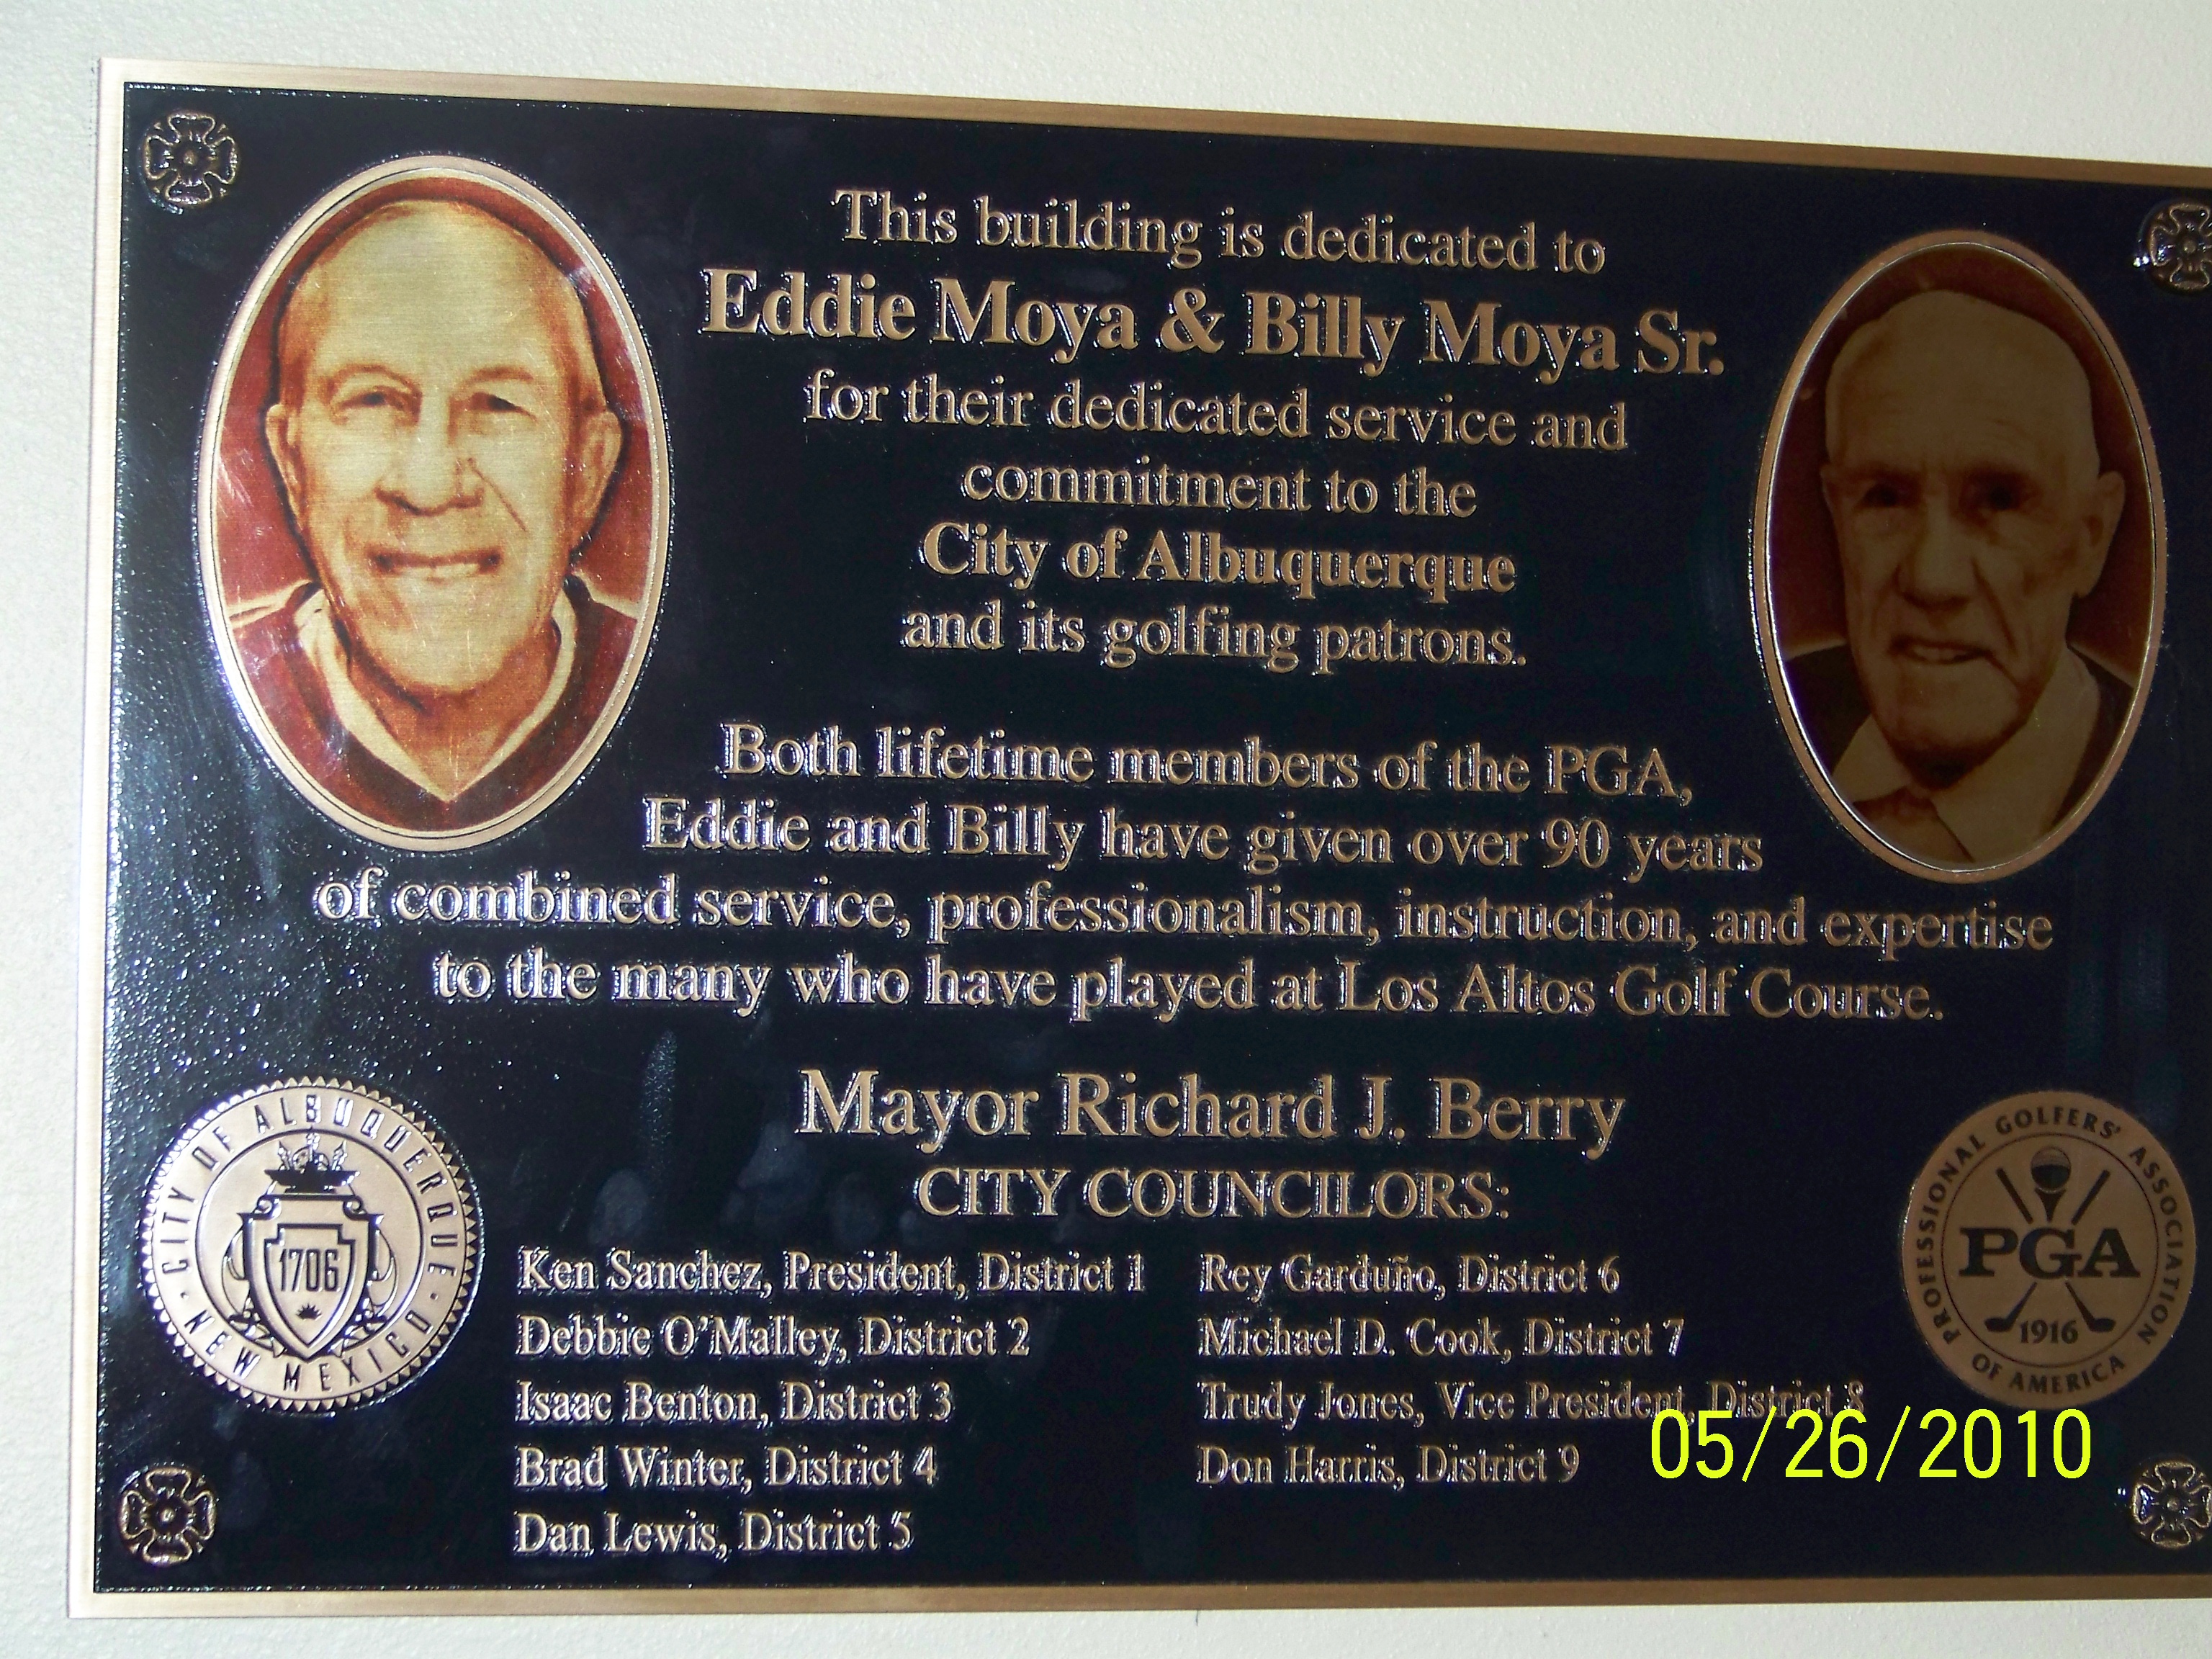 This building is dedicated to
Eddie Moya & Billy Moya Sr.
for their dedicated service and
commitment to the
City of Albuquerque
and its golfing patrons.
Both lifetime members of the PGA,
Eddie and Billy have given over 90 years
of combined service, professionalism, instruction, and expertise
to the many who have played at Los Altos Golf Course.
Mayor Richard J. Berry
CITY COUNCILORS:
Ken Sanchez, President, District 1
Debbie O'Malley, District 2
Isaac Benton, District 3
Brad Winter, District 4
Dan Lewis, District 5
Rey Garduño, District 6
Michael D. Cook, District 7
Trudy Jones, Vice President, District 8
Don Harris, District 9
CITY OF ALBUQUERQUE
· NEW MEXICO ·
1706
PROFESSIONAL GOLFERS' ASSOCIATION
OF AMERICA
PGA
1916
05/26/2010